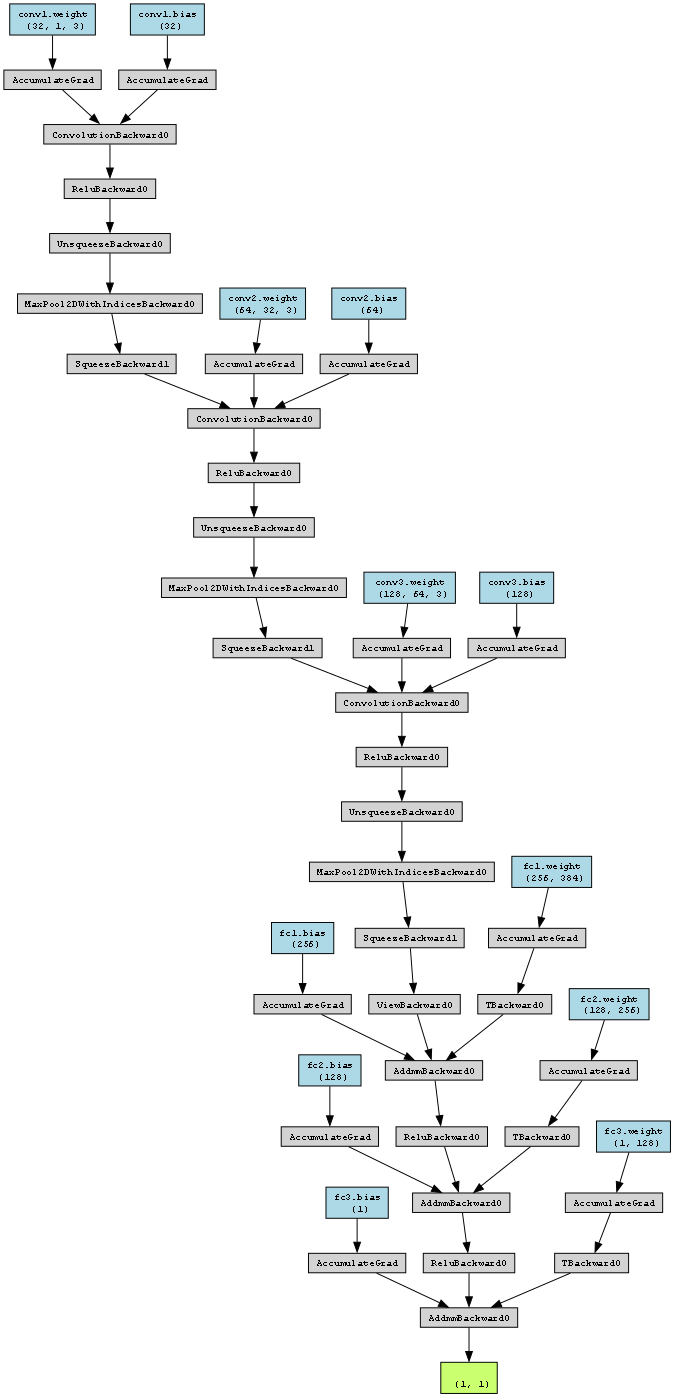 conv1.weight
(32, 1, 3)
conv1.bias
(32)
AccumulateGrad
AccumulateGrad
ConvolutionBackward0
ReluBackward0
UnsqueezeBackward0
MaxPool2DWithIndicesBackward0
conv2.weight
(64, 32, 3)
conv2.bias
(64)
SqueezeBackward1
AccumulateGrad
AccumulateGrad
ConvolutionBackward0
ReluBackward0
UnsqueezeBackward0
MaxPool2DWithIndicesBackward0
conv3.weight
(128, 64, 3)
conv3.bias
(128)
SqueezeBackward1
AccumulateGrad
AccumulateGrad
ConvolutionBackward0
ReluBackward0
UnsqueezeBackward0
MaxPool2DWithIndicesBackward0
fc1.weight
(256, 384)
fc1.bias
(256)
SqueezeBackward1
AccumulateGrad
AccumulateGrad
ViewBackward0
TBackward0
fc2.weight
(128, 256)
fc2.bias
(128)
AddmmBackward0
AccumulateGrad
AccumulateGrad
ReluBackward0
TBackward0
fc3.weight
(1, 128)
fc3.bias
(1)
AddmmBackward0
AccumulateGrad
AccumulateGrad
ReluBackward0
TBackward0
AddmmBackward0
(1, 1)